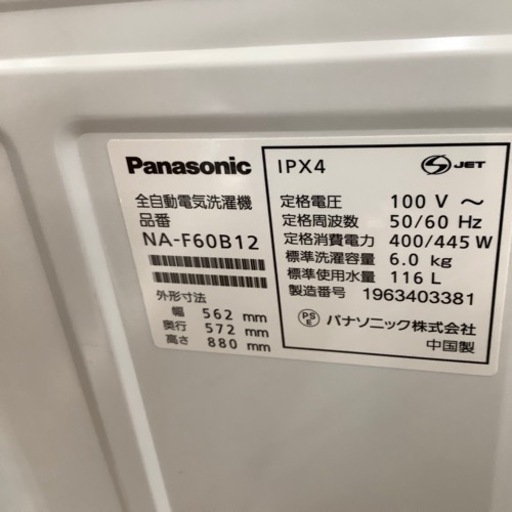 Panasonic
全自動電気洗濯機
品番
NA-F60B12
外形寸法
幅 562 mm
奥行 572 mm
高さ 880 mm
IPX4
S JET
定格電圧 100 V ～
定格周波数 50/60 Hz
定格消費電力 400/445 W
標準洗濯容量 6.0 kg
標準使用水量 116 L
製造番号 1963403381
PS E パナソニック株式会社
中国製